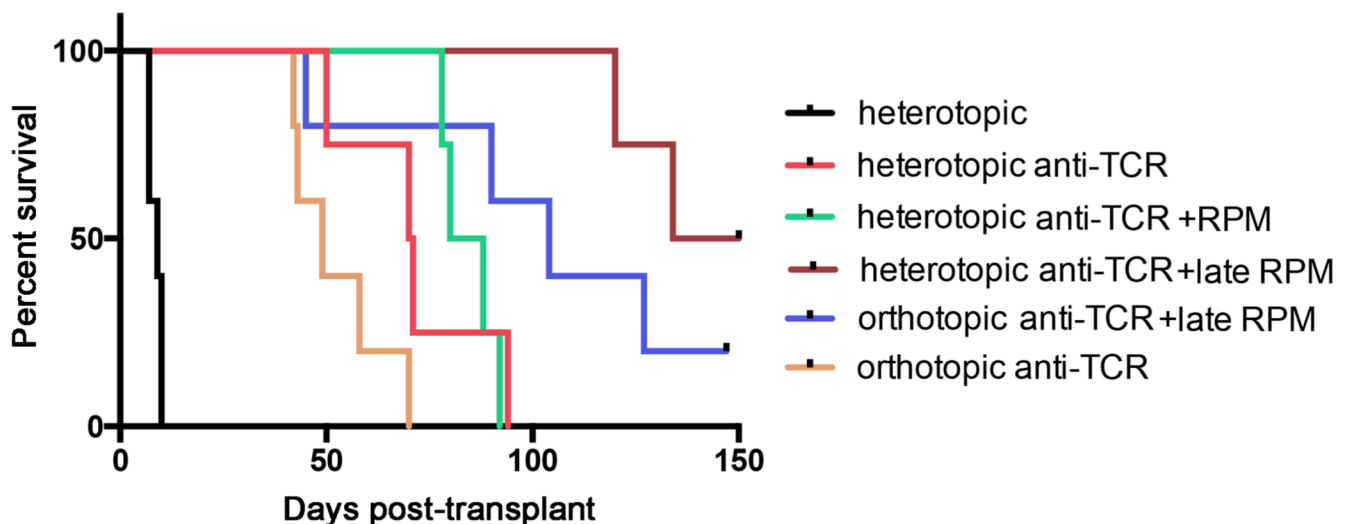 Percent survival
100
50
0
0 50 100 150
Days post-transplant
heterotopic
heterotopic anti-TCR
heterotopic anti-TCR +RPM
heterotopic anti-TCR+late RPM
orthotopic anti-TCR+late RPM
orthotopic anti-TCR